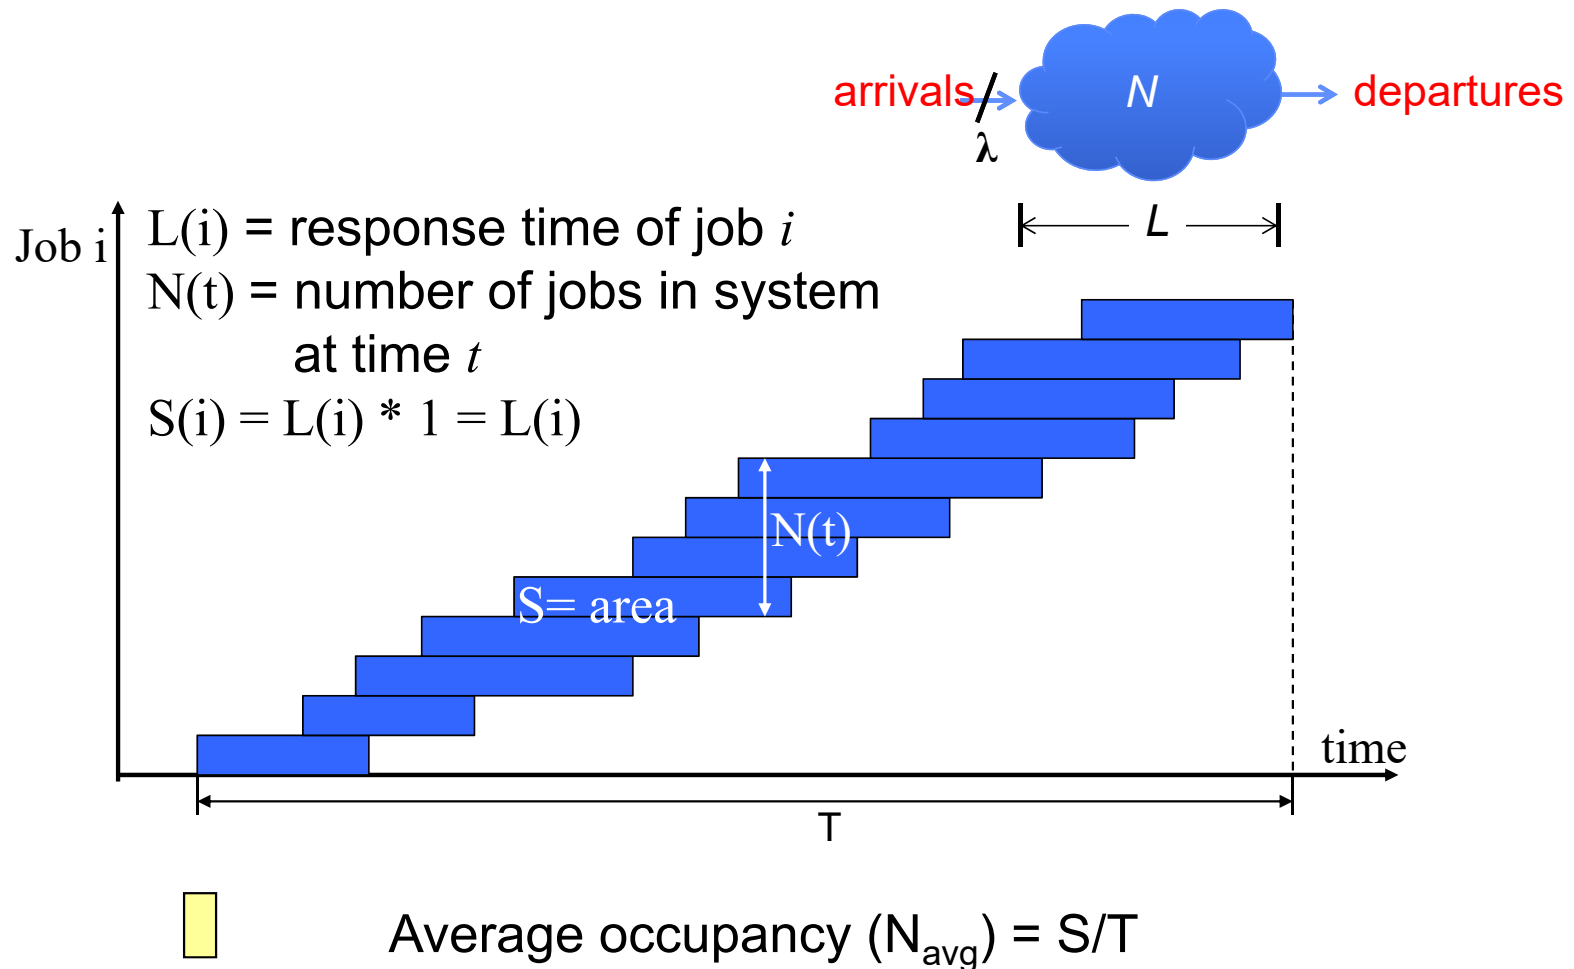 arrivals
N
departures
λ
L
Job i
L(i) = response time of job i
N(t) = number of jobs in system
at time t
S(i) = L(i) * 1 = L(i)
N(t)
S= area
time
T
Average occupancy (Navg) = S/T